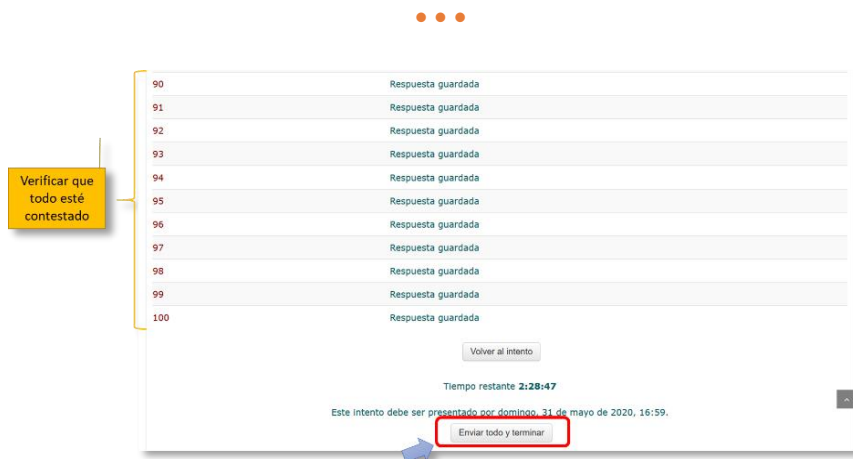 90 Respuesta guardada
91 Respuesta guardada
92 Respuesta guardada
93 Respuesta guardada
94 Respuesta guardada
95 Respuesta guardada
96 Respuesta guardada
97 Respuesta guardada
98 Respuesta guardada
99 Respuesta guardada
100 Respuesta guardada
Verificar que
todo esté
contestado
Volver al intento
Tiempo restante 2:28:47
Este intento debe ser presentado por domingo, 31 de mayo de 2020, 16:59.
Enviar todo y terminar